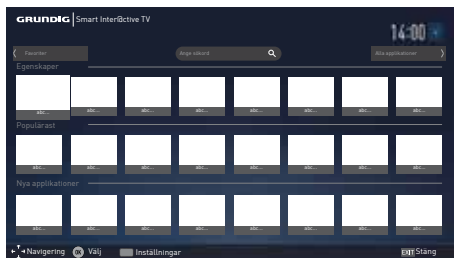 GRUNDIG Smart Inter@ctive TV
14:00
Favoriter
Ange sökord
Alla applikationer
Egenskaper
abc... abc... abc... abc... abc... abc... abc... abc...
Populärast
abc... abc... abc... abc... abc... abc... abc... abc...
Nya applikationer
abc... abc... abc... abc... abc... abc... abc... abc...
Navigering OK Välj Inställningar EXIT Stäng